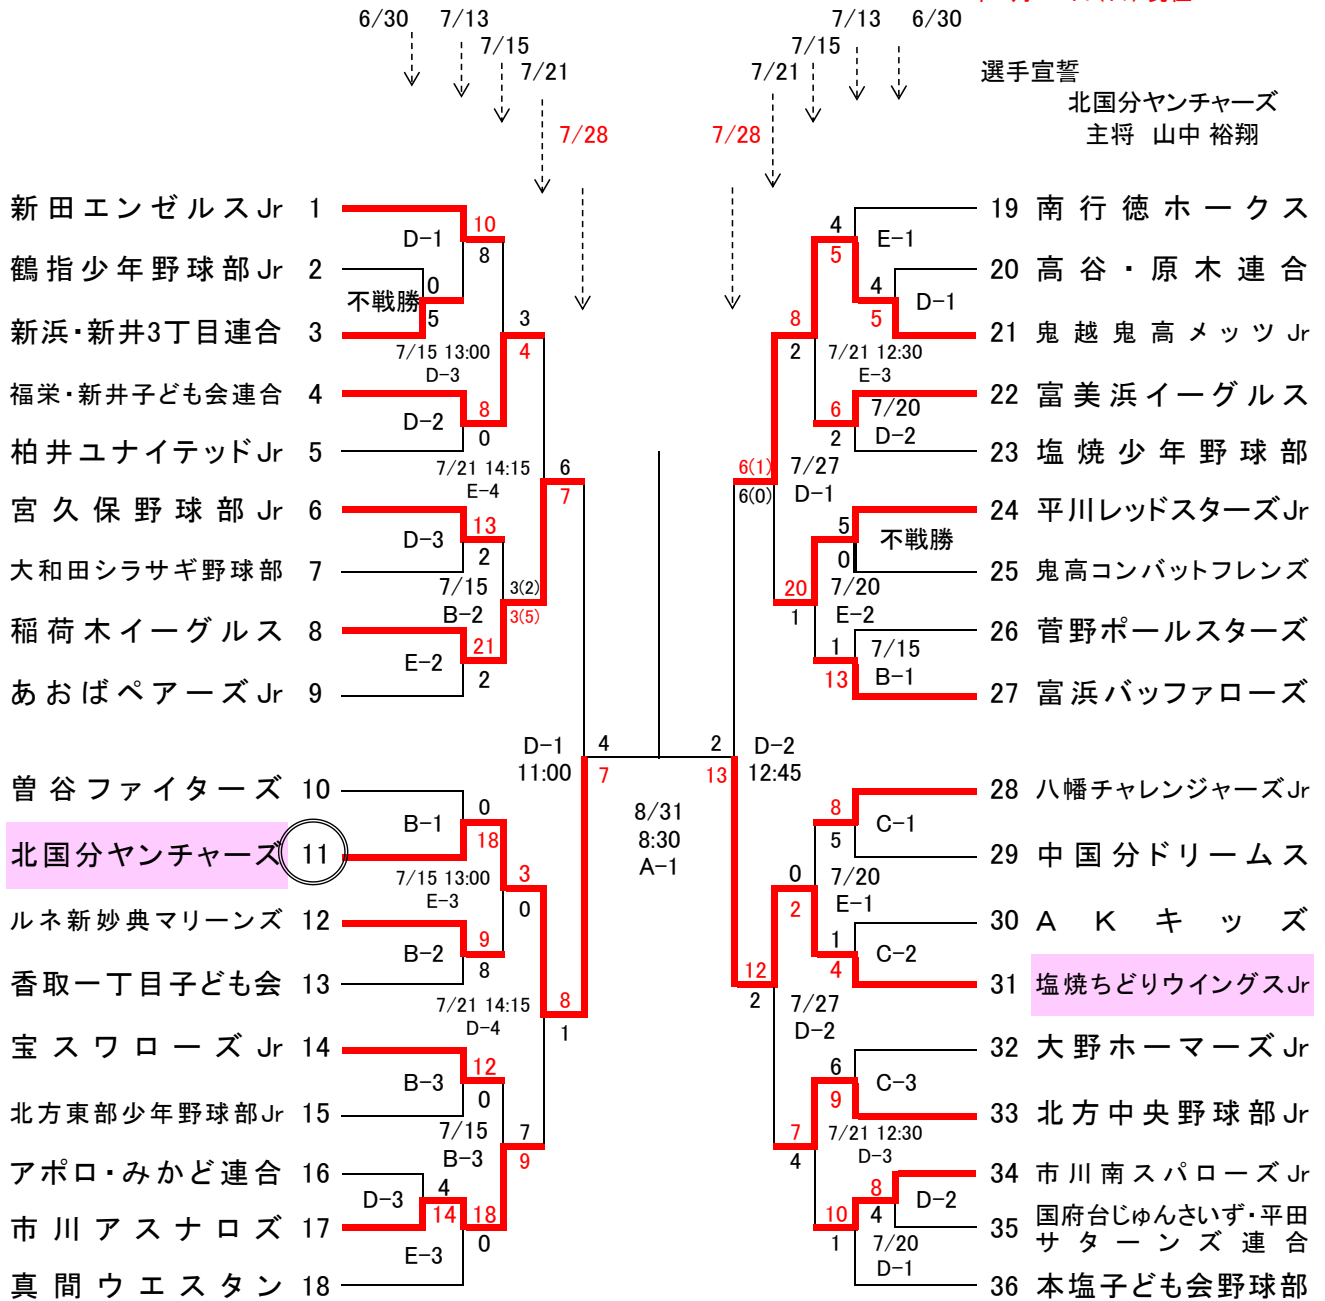 6/30
7/13
7/15
7/21
7/28
7/13
6/30
7/15
7/21
7/28
選手宣誓
北国分ヤンチャーズ
主将 山中 裕翔
新田エンゼルスJr 1
鶴指少年野球部Jr 2
新浜・新井3丁目連合 3
福栄・新井子ども会連合 4
柏井ユナイテッドJr 5
宮久保野球部Jr 6
大和田シラサギ野球部 7
稲荷木イーグルス 8
あおばペアーズJr 9
曽谷ファイターズ 10
北国分ヤンチャーズ 11
ルネ新妙典マリーンズ 12
香取一丁目子ども会 13
宝スワローズJr 14
北方東部少年野球部Jr 15
アポロ・みかど連合 16
市川アスナロズ 17
真間ウエスタン 18
D-1
10
8
0
不戦勝
5
3
4
7/15 13:00
D-3
8
D-2
0
7/21 14:15
E-4
6
7
13
D-3
2
7/15
B-2
3(2)
3(5)
21
E-2
2
D-1
11:00
4
7
0
B-1
18
7/15 13:00
E-3
3
0
9
B-2
8
7/21 14:15
D-4
8
1
12
B-3
0
7/15
B-3
7
9
4
D-3
14
18
E-3
0
8/31
8:30
A-1
19 南行徳ホークス
20 高谷・原木連合
21 鬼越鬼高メッツJr
22 富美浜イーグルス
23 塩焼少年野球部
24 平川レッドスターズJr
25 鬼高コンバットフレンズ
26 菅野ポールスターズ
27 富浜バッファローズ
28 八幡チャレンジャーズJr
29 中国分ドリームス
30 AKキッズ
31 塩焼ちどりウイングスJr
32 大野ホーマーズJr
33 北方中央野球部Jr
34 市川南スパローズJr
35 国府台じゅんさいず・平田
サターンズ連合
36 本塩子ども会野球部
4
E-1
5
4
D-1
5
8
2
7/21 12:30
E-3
6
7/20
2
D-2
6(1)
6(0)
7/27
D-1
5
不戦勝
0
20
1
7/20
E-2
1
7/15
13
B-1
2
13
D-2
12:45
8
C-1
5
0
2
7/20
E-1
1
C-2
4
12
2
7/27
D-2
6
C-3
9
7
4
7/21 12:30
D-3
8
D-2
4
10
1
7/20
D-1